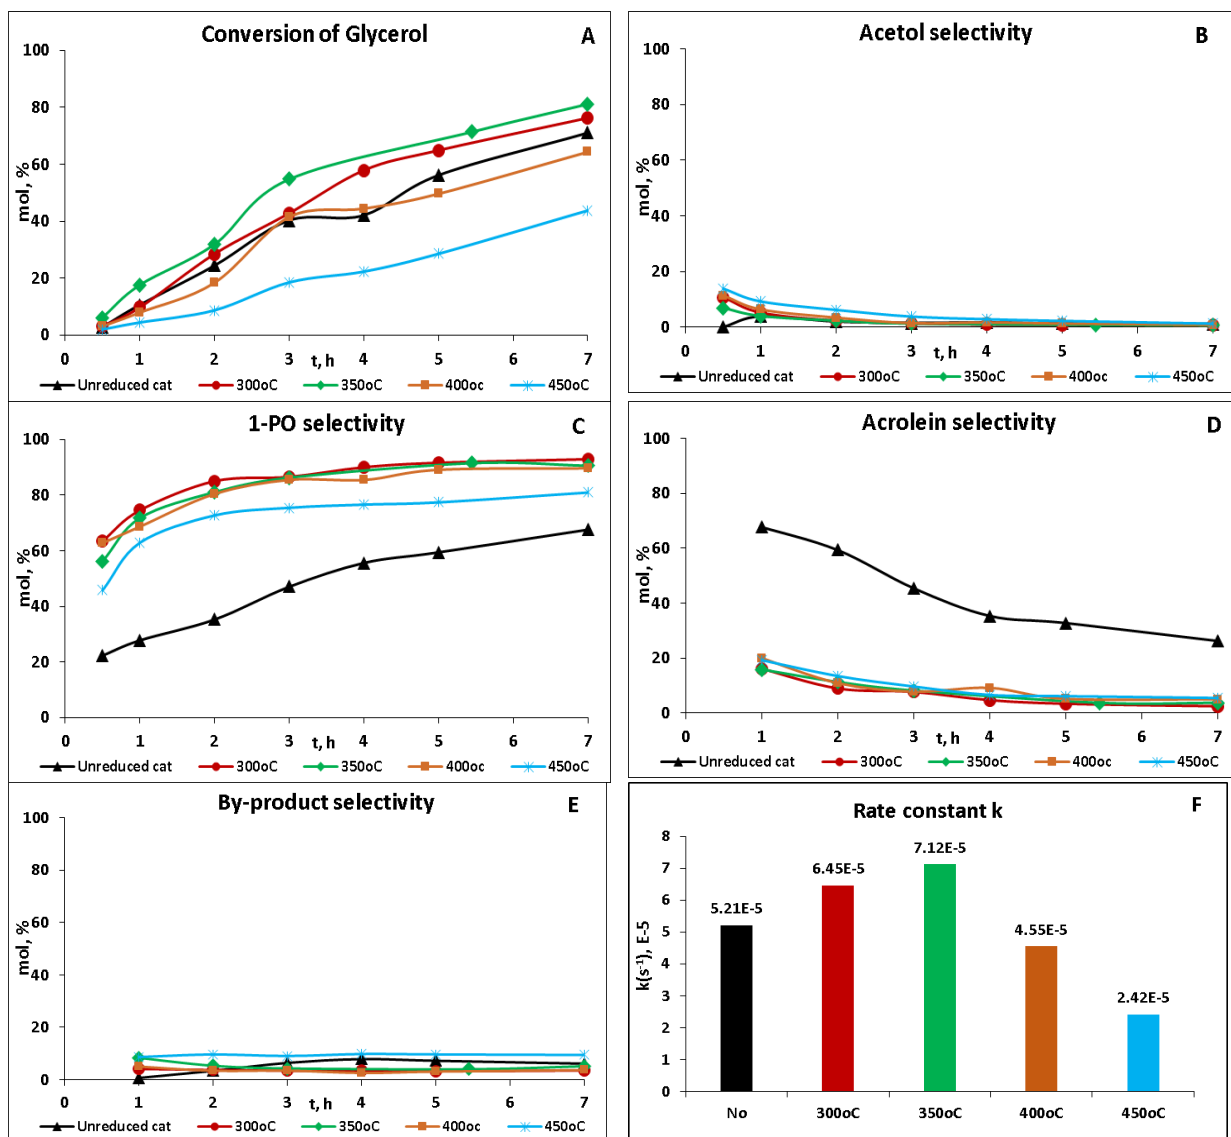 Conversion of Glycerol A
mol, %
100
80
60
40
20
0
0 1 2 3 4 5 6 7
t, h
Unreduced cat 300oC 350oC 400oc 450oC
Acetol selectivity B
mol, %
100
80
60
40
20
0
0 1 2 3 4 5 6 7
t, h
Unreduced cat 300oC 350oC 400oc 450oC
1-PO selectivity C
mol, %
100
80
60
40
20
0
0 1 2 3 4 5 6 7
t, h
Unreduced cat 300oC 350oC 400oc 450oC
Acrolein selectivity D
mol, %
100
80
60
40
20
0
0 1 2 3 4 5 6 7
t, h
Unreduced cat 300oC 350oC 400oc 450oC
By-product selectivity E
mol, %
100
80
60
40
20
0
0 1 2 3 4 5 6 7
t, h
Unreduced cat 300oC 350oC 400oc 450oC
Rate constant k F
k(s⁻¹), E-5
8
7
6
5
4
3
2
1
0
5.21E-5
6.45E-5
7.12E-5
4.55E-5
2.42E-5
No 300oC 350oC 400oC 450oC